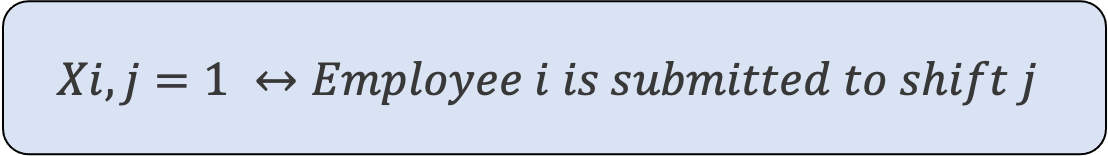 Xi, j = 1 ↔ Employee i is submitted to shift j